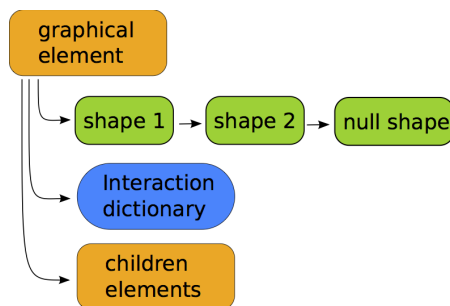 graphical
element
shape 1
shape 2
null shape
Interaction
dictionary
children
elements